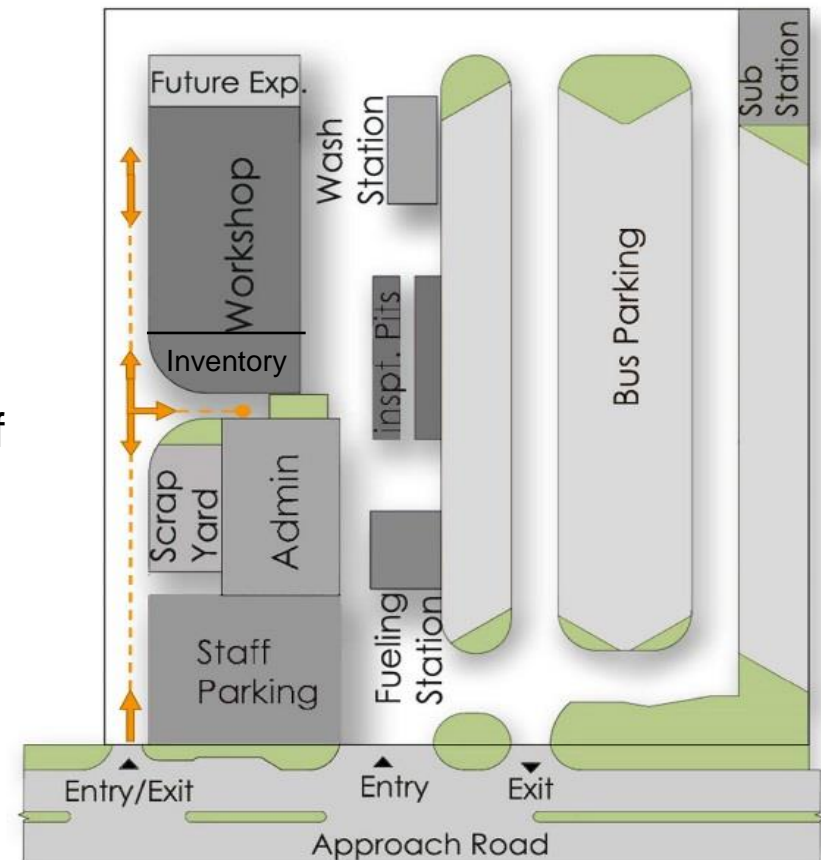 Future Exp.
Sub
Station
Wash
Station
Workshop
Inventory
inspt. Pits
Bus Parking
f
Scrap
Yard
Admin
Fueling
Station
Staff
Parking
Entry/Exit
Entry
Exit
Approach Road